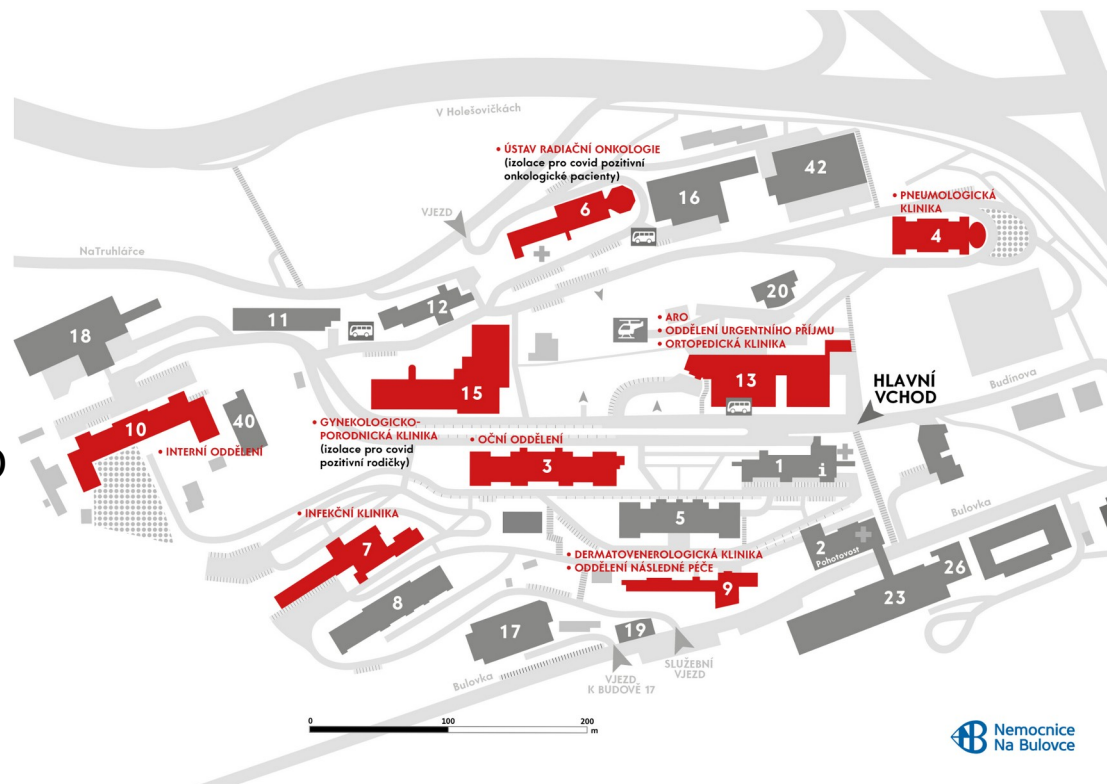 V Holešovičkách
• ÚSTAV RADIAČNÍ ONKOLOGIE
(izolace pro covid pozitivní
onkologické pacienty)
42
16
6
VJEZD
• PNEUMOLOGICKÁ
KLINIKA
4
NaTruhlářce
20
12
11
18
• ARO
• ODDĚLENÍ URGENTNÍHO PŘÍJMU
• ORTOPEDICKÁ KLINIKA
13
15
HLAVNÍ
VCHOD
Budínova
10
40
• INTERNÍ ODDĚLENÍ
• GYNEKOLOGICKO-
PORODNICKÁ KLINIKA
(izolace pro covid
pozitivní rodičky)
• OČNÍ ODDĚLENÍ
3
1
i
Bulovka
• INFEKČNÍ KLINIKA
7
5
2
Pohotovost
• DERMATOVENEROLOGICKÁ KLINIKA
• ODDĚLENÍ NÁSLEDNÉ PÉČE
9
26
23
8
17
19
SLUŽEBNÍ
VJEZD
VJEZD
K BUDOVĚ 17
Bulovka
0 100 200
m
NB
Nemocnice
Na Bulovce